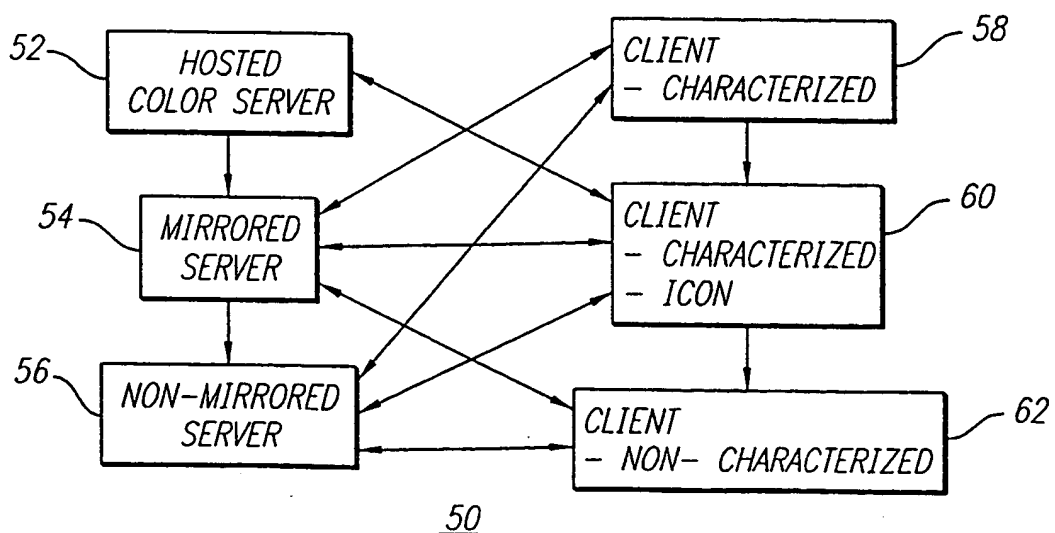 52
HOSTED
COLOR SERVER
54
MIRRORED
SERVER
56
NON-MIRRORED
SERVER
58
CLIENT
- CHARACTERIZED
60
CLIENT
- CHARACTERIZED
- ICON
62
CLIENT
- NON- CHARACTERIZED
50